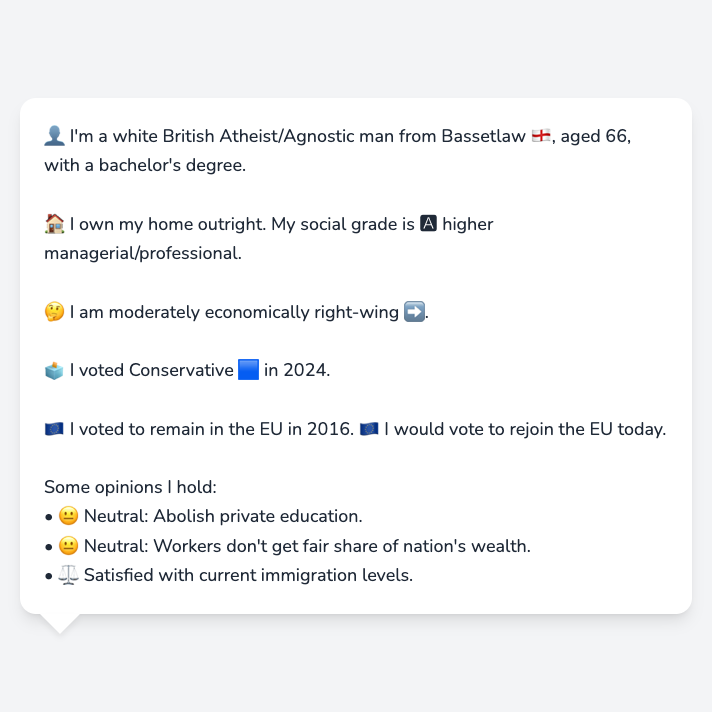 👤 I'm a white British Atheist/Agnostic man from Bassetlaw 🏴󠁧󠁢󠁥󠁮󠁧󠁿, aged 66,
with a bachelor's degree.
🏠 I own my home outright. My social grade is 🅰 higher
managerial/professional.
🤔 I am moderately economically right-wing ➡️.
🗳️ I voted Conservative 🟦 in 2024.
🇪🇺 I voted to remain in the EU in 2016. 🇪🇺 I would vote to rejoin the EU today.
Some opinions I hold:
• 😐 Neutral: Abolish private education.
• 😐 Neutral: Workers don't get fair share of nation's wealth.
• ⚖️ Satisfied with current immigration levels.